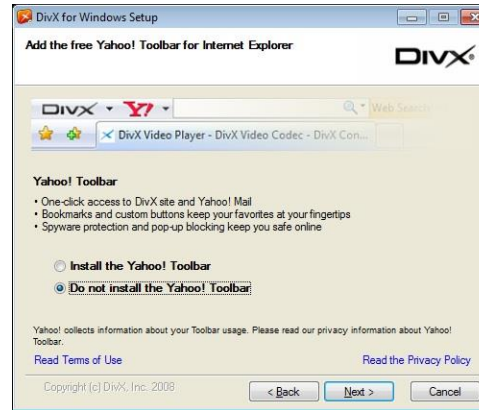 DivX for Windows Setup
Add the free Yahoo! Toolbar for Internet Explorer
DIVX
DIVX Y! Web Search
DivX Video Player - DivX Video Codec - DivX Con...
Yahoo! Toolbar
• One-click access to DivX site and Yahoo! Mail
• Bookmarks and custom buttons keep your favorites at your fingertips
• Spyware protection and pop-up blocking keep you safe online
Install the Yahoo! Toolbar
Do not install the Yahoo! Toolbar
Yahoo! collects information about your Toolbar usage. Please read our privacy information about Yahoo!
Toolbar.
Read Terms of Use Read the Privacy Policy
Copyright (c) DivX, Inc. 2008 < Back Next > Cancel